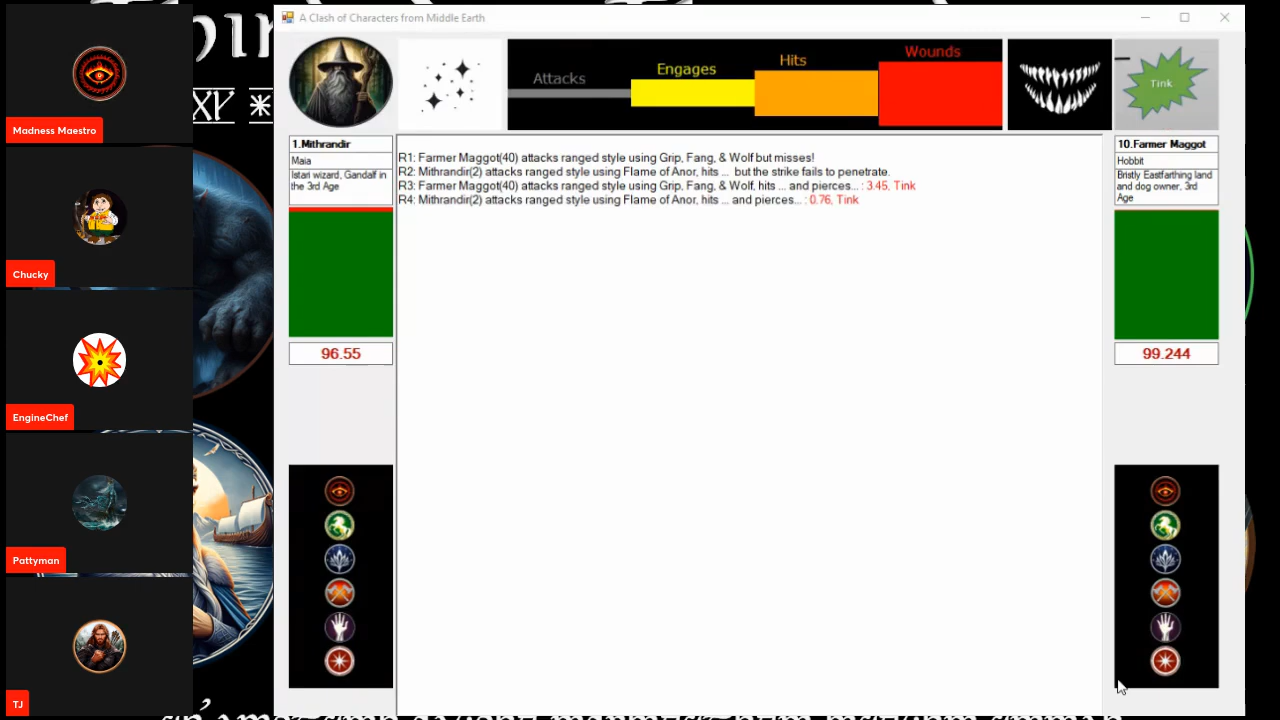 A Clash of Characters from Middle Earth
Madness Maestro
Chucky
EngineChef
Pattyman
TJ
Attacks
Engages
Hits
Wounds
Tink
1.Mithrandir
Maia
Istari wizard, Gandalf in
the 3rd Age
96.55
R1: Farmer Maggot(40) attacks ranged style using Grip, Fang, & Wolf but misses!
R2: Mithrandir(2) attacks ranged style using Flame of Anor, hits ... but the strike fails to penetrate.
R3: Farmer Maggot(40) attacks ranged style using Grip, Fang, & Wolf, hits ... and pierces... : 3.45, Tink
R4: Mithrandir(2) attacks ranged style using Flame of Anor, hits ... and pierces... : 0.76, Tink
10.Farmer Maggot
Hobbit
Bristly Eastfarthing land
and dog owner, 3rd
Age
99.244